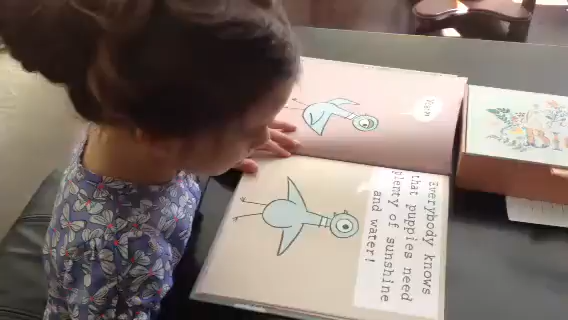 Everybody knows
that puppies need
plenty of sunshine
and water!